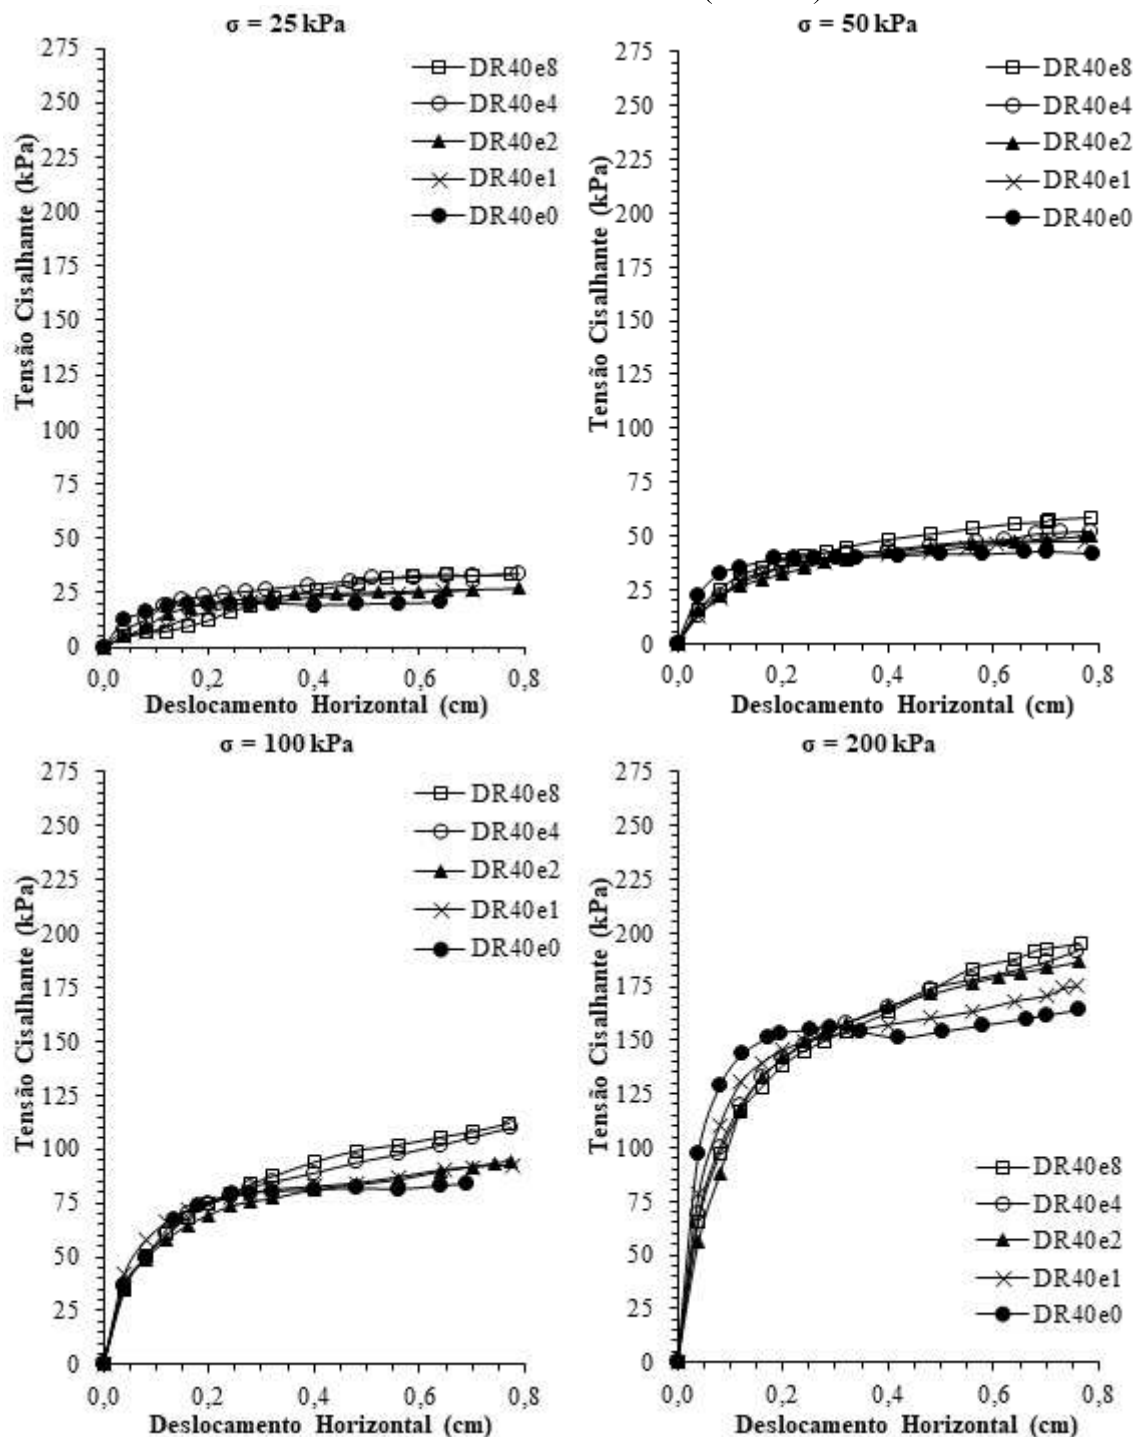 σ = 25 kPa
275
250
225
200
175
150
125
100
75
50
25
0
Tensão Cisalhante (kPa)
DR40e8
DR40e4
DR40e2
DR40e1
DR40e0
0,0 0,2 0,4 0,6 0,8
Deslocamento Horizontal (cm)
σ = 50 kPa
275
250
225
200
175
150
125
100
75
50
25
0
Tensão Cisalhante (kPa)
DR40e8
DR40e4
DR40e2
DR40e1
DR40e0
0,0 0,2 0,4 0,6 0,8
Deslocamento Horizontal (cm)
σ = 100 kPa
275
250
225
200
175
150
125
100
75
50
25
0
Tensão Cisalhante (kPa)
DR40e8
DR40e4
DR40e2
DR40e1
DR40e0
0,0 0,2 0,4 0,6 0,8
Deslocamento Horizontal (cm)
σ = 200 kPa
275
250
225
200
175
150
125
100
75
50
25
0
Tensão Cisalhante (kPa)
DR40e8
DR40e4
DR40e2
DR40e1
DR40e0
0,0 0,2 0,4 0,6 0,8
Deslocamento Horizontal (cm)